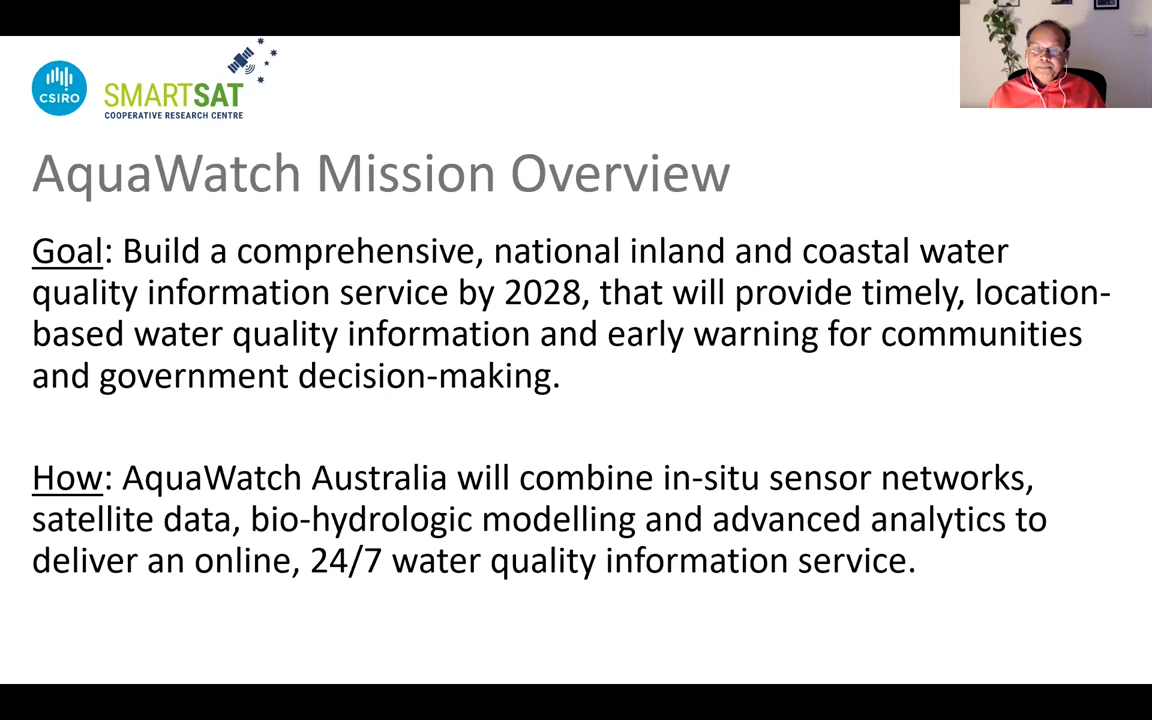 CSIRO
SMARTSAT
COOPERATIVE RESEARCH CENTRE
AquaWatch Mission Overview
Goal: Build a comprehensive, national inland and coastal water
quality information service by 2028, that will provide timely, location-
based water quality information and early warning for communities
and government decision-making.
How: AquaWatch Australia will combine in-situ sensor networks,
satellite data, bio-hydrologic modelling and advanced analytics to
deliver an online, 24/7 water quality information service.